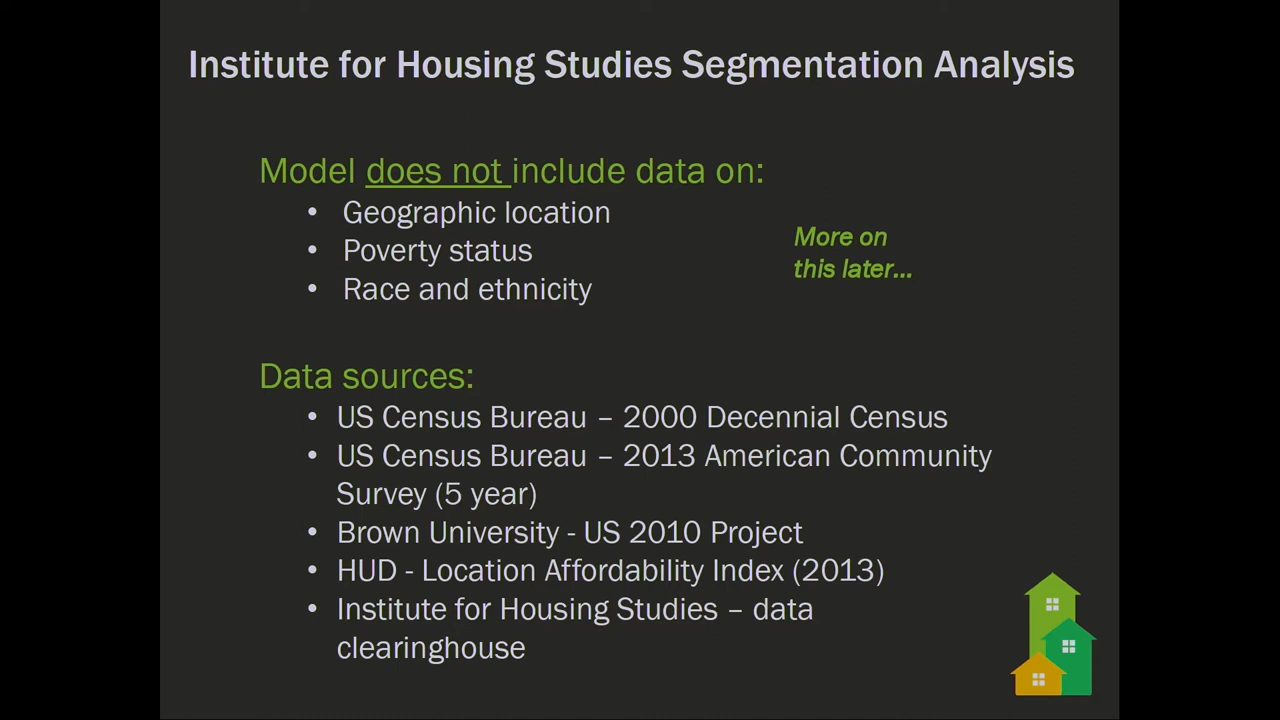 Institute for Housing Studies Segmentation Analysis
Model does not include data on:
• Geographic location
• Poverty status
• Race and ethnicity
More on
this later...
Data sources:
• US Census Bureau – 2000 Decennial Census
• US Census Bureau – 2013 American Community
Survey (5 year)
• Brown University - US 2010 Project
• HUD - Location Affordability Index (2013)
• Institute for Housing Studies – data
clearinghouse